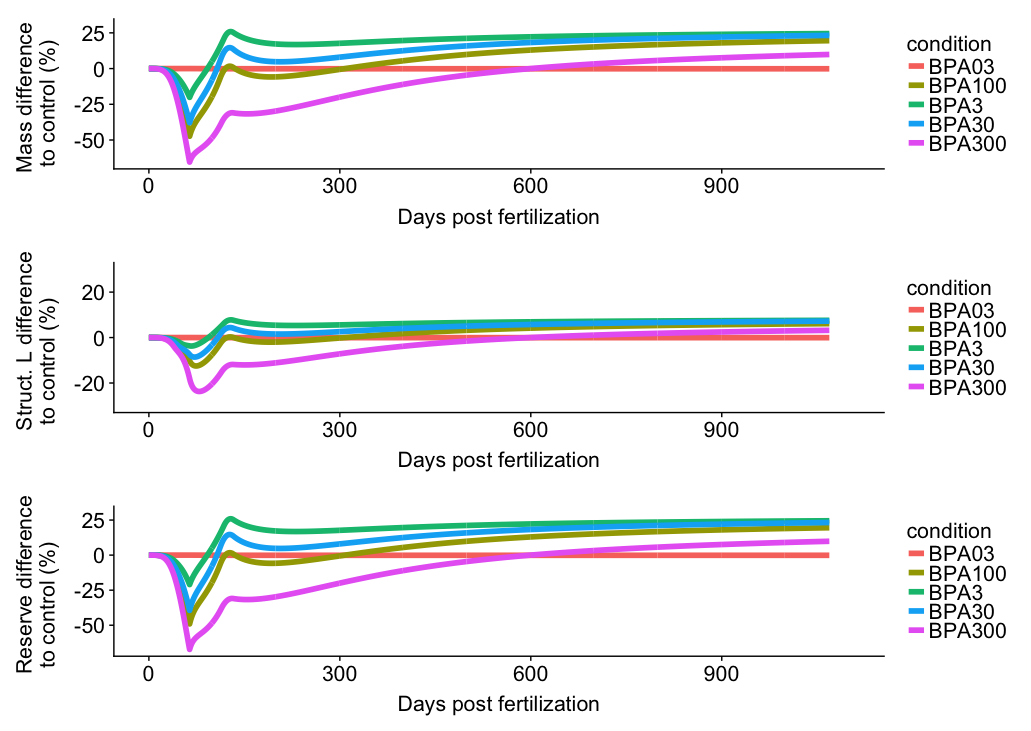 Mass difference
to control (%)
25
0
-25
-50
0
300
600
900
Days post fertilization
condition
BPA03
BPA100
BPA3
BPA30
BPA300
Struct. L difference
to control (%)
20
0
-20
0
300
600
900
Days post fertilization
condition
BPA03
BPA100
BPA3
BPA30
BPA300
Reserve difference
to control (%)
25
0
-25
-50
0
300
600
900
Days post fertilization
condition
BPA03
BPA100
BPA3
BPA30
BPA300